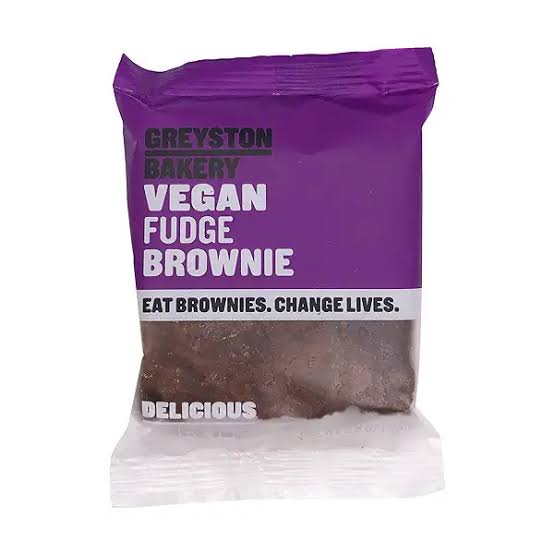 GREYSTON
BAKERY
VEGAN
FUDGE
BROWNIE
EAT BROWNIES. CHANGE LIVES.
DELICIOUS